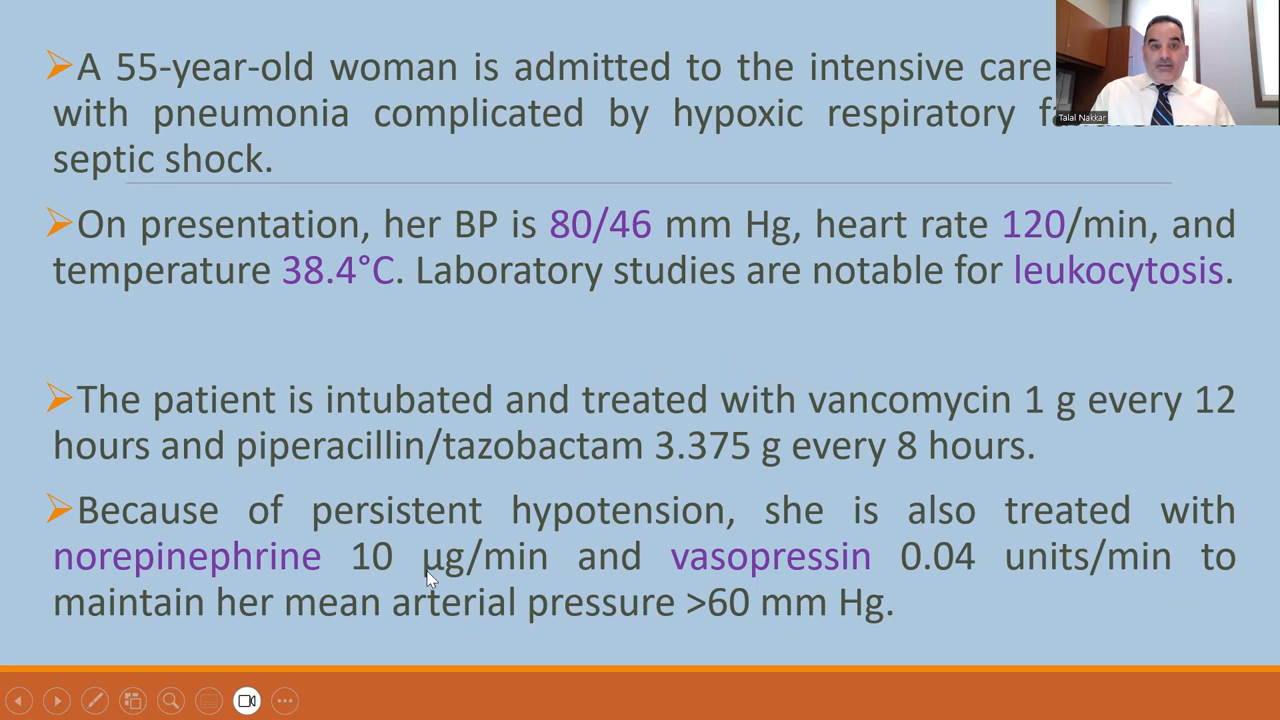 ➢A 55-year-old woman is admitted to the intensive care
with pneumonia complicated by hypoxic respiratory
septic shock.
➢On presentation, her BP is 80/46 mm Hg, heart rate 120/min, and
temperature 38.4°C. Laboratory studies are notable for leukocytosis.
➢The patient is intubated and treated with vancomycin 1 g every 12
hours and piperacillin/tazobactam 3.375 g every 8 hours.
➢Because of persistent hypotension, she is also treated with
norepinephrine 10 µg/min and vasopressin 0.04 units/min to
maintain her mean arterial pressure >60 mm Hg.
Talal Nakkar